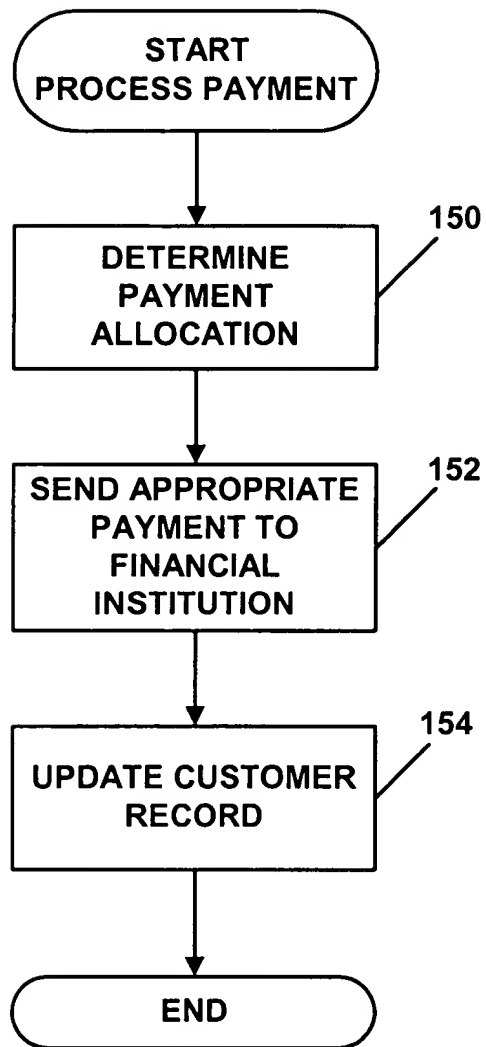 START
PROCESS PAYMENT
150
DETERMINE
PAYMENT
ALLOCATION
152
SEND APPROPRIATE
PAYMENT TO
FINANCIAL
INSTITUTION
154
UPDATE CUSTOMER
RECORD
END